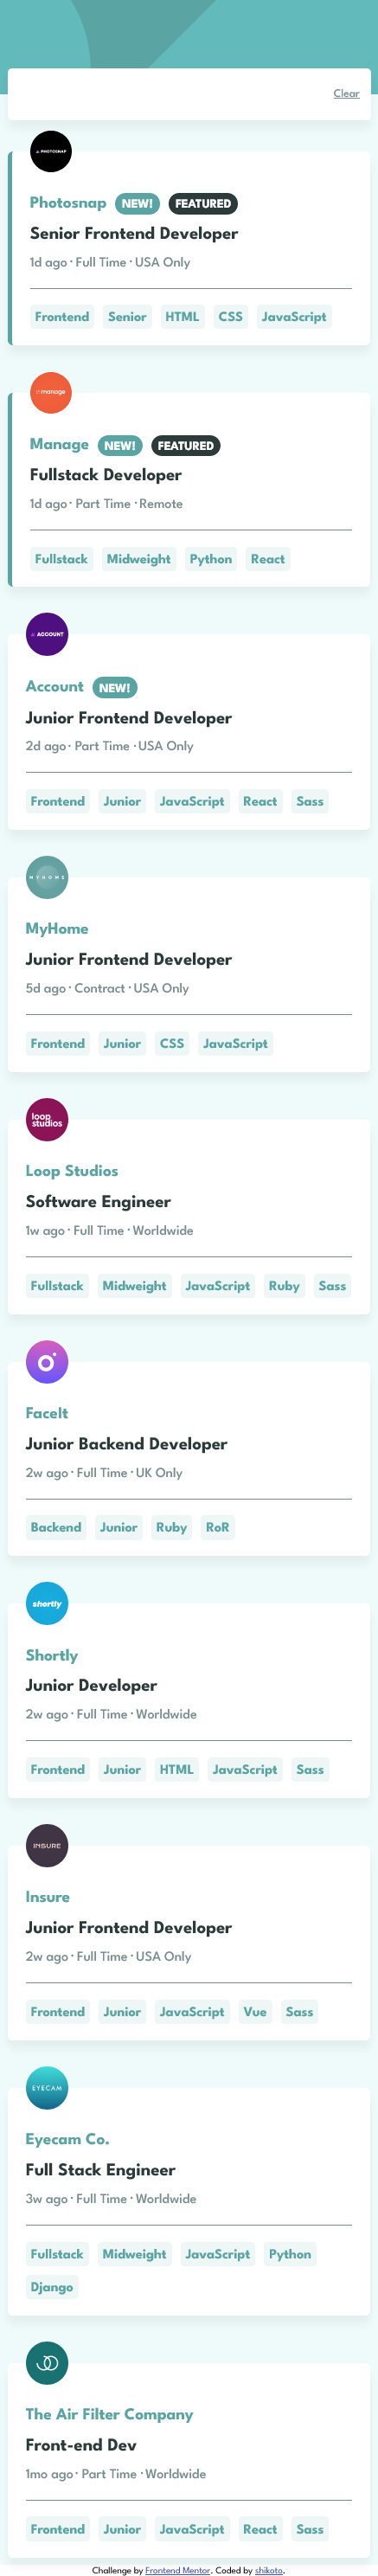 Clear
PHOTOSNAP
Photosnap NEW! FEATURED
Senior Frontend Developer
1d ago · Full Time · USA Only
Frontend Senior HTML CSS JavaScript
manage
Manage NEW! FEATURED
Fullstack Developer
1d ago · Part Time · Remote
Fullstack Midweight Python React
ACCOUNT
Account NEW!
Junior Frontend Developer
2d ago · Part Time · USA Only
Frontend Junior JavaScript React Sass
MYHOME
MyHome
Junior Frontend Developer
5d ago · Contract · USA Only
Frontend Junior CSS JavaScript
loop
studios
Loop Studios
Software Engineer
1w ago · Full Time · Worldwide
Fullstack Midweight JavaScript Ruby Sass
FaceIt
Junior Backend Developer
2w ago · Full Time · UK Only
Backend Junior Ruby RoR
shortly
Shortly
Junior Developer
2w ago · Full Time · Worldwide
Frontend Junior HTML JavaScript Sass
INSURE
Insure
Junior Frontend Developer
2w ago · Full Time · USA Only
Frontend Junior JavaScript Vue Sass
EYECAM
Eyecam Co.
Full Stack Engineer
3w ago · Full Time · Worldwide
Fullstack Midweight JavaScript Python
Django
The Air Filter Company
Front-end Dev
1mo ago · Part Time · Worldwide
Frontend Junior JavaScript React Sass
Challenge by Frontend Mentor. Coded by shikoto.